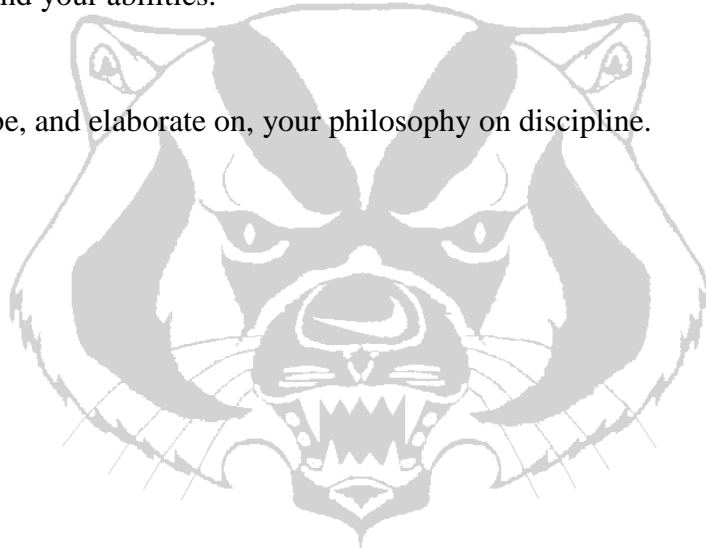 nd your abilities.
be, and elaborate on, your philosophy on discipline.